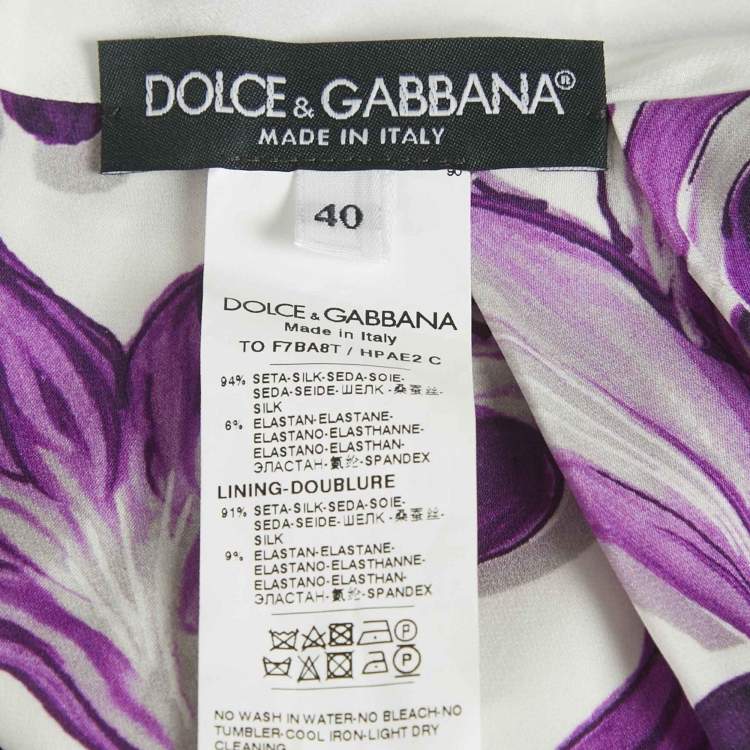 DOLCE & GABBANA®
MADE IN ITALY
90
40
DOLCE & GABBANA
Made in Italy
TO F7BA8T / HPAE2 C
94% SETA-SILK-SEDA-SOIE-
SEDA-SEIDE-ШЕЛК -桑蚕丝-
SILK
6% ELASTAN-ELASTANE-
ELASTANO-ELASTHANNE-
ELASTANO-ELASTHAN-
ЭЛАСТАН-氨纶-SPANDEX
LINING-DOUBLURE
91% SETA-SILK-SEDA-SOIE-
SEDA-SEIDE-ШЕЛК -桑蚕丝-
SILK
9% ELASTAN-ELASTANE-
ELASTANO-ELASTHANNE-
ELASTANO-ELASTHAN-
ЭЛАСТАН-氨纶-SPANDEX
P
P
NO WASH IN WATER-NO BLEACH-NO
TUMBLER-COOL IRON-LIGHT DRY
CLEANING